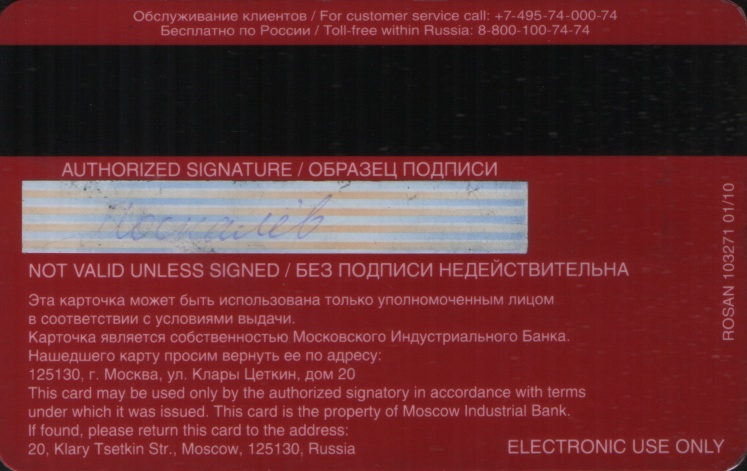 Обслуживание клиентов / For customer service call: +7-495-74-000-74
Бесплатно по России / Toll-free within Russia: 8-800-100-74-74
AUTHORIZED SIGNATURE / ОБРАЗЕЦ ПОДПИСИ
NOT VALID UNLESS SIGNED / БЕЗ ПОДПИСИ НЕДЕЙСТВИТЕЛЬНА
Эта карточка может быть использована только уполномоченным лицом
в соответствии с условиями выдачи.
Карточка является собственностью Московского Индустриального Банка.
Нашедшего карту просим вернуть ее по адресу:
125130, г. Москва, ул. Клары Цеткин, дом 20
This card may be used only by the authorized signatory in accordance with terms
under which it was issued. This card is the property of Moscow Industrial Bank.
If found, please return this card to the address:
20, Klary Tsetkin Str., Moscow, 125130, Russia
ELECTRONIC USE ONLY
ROSAN 103271 01/10